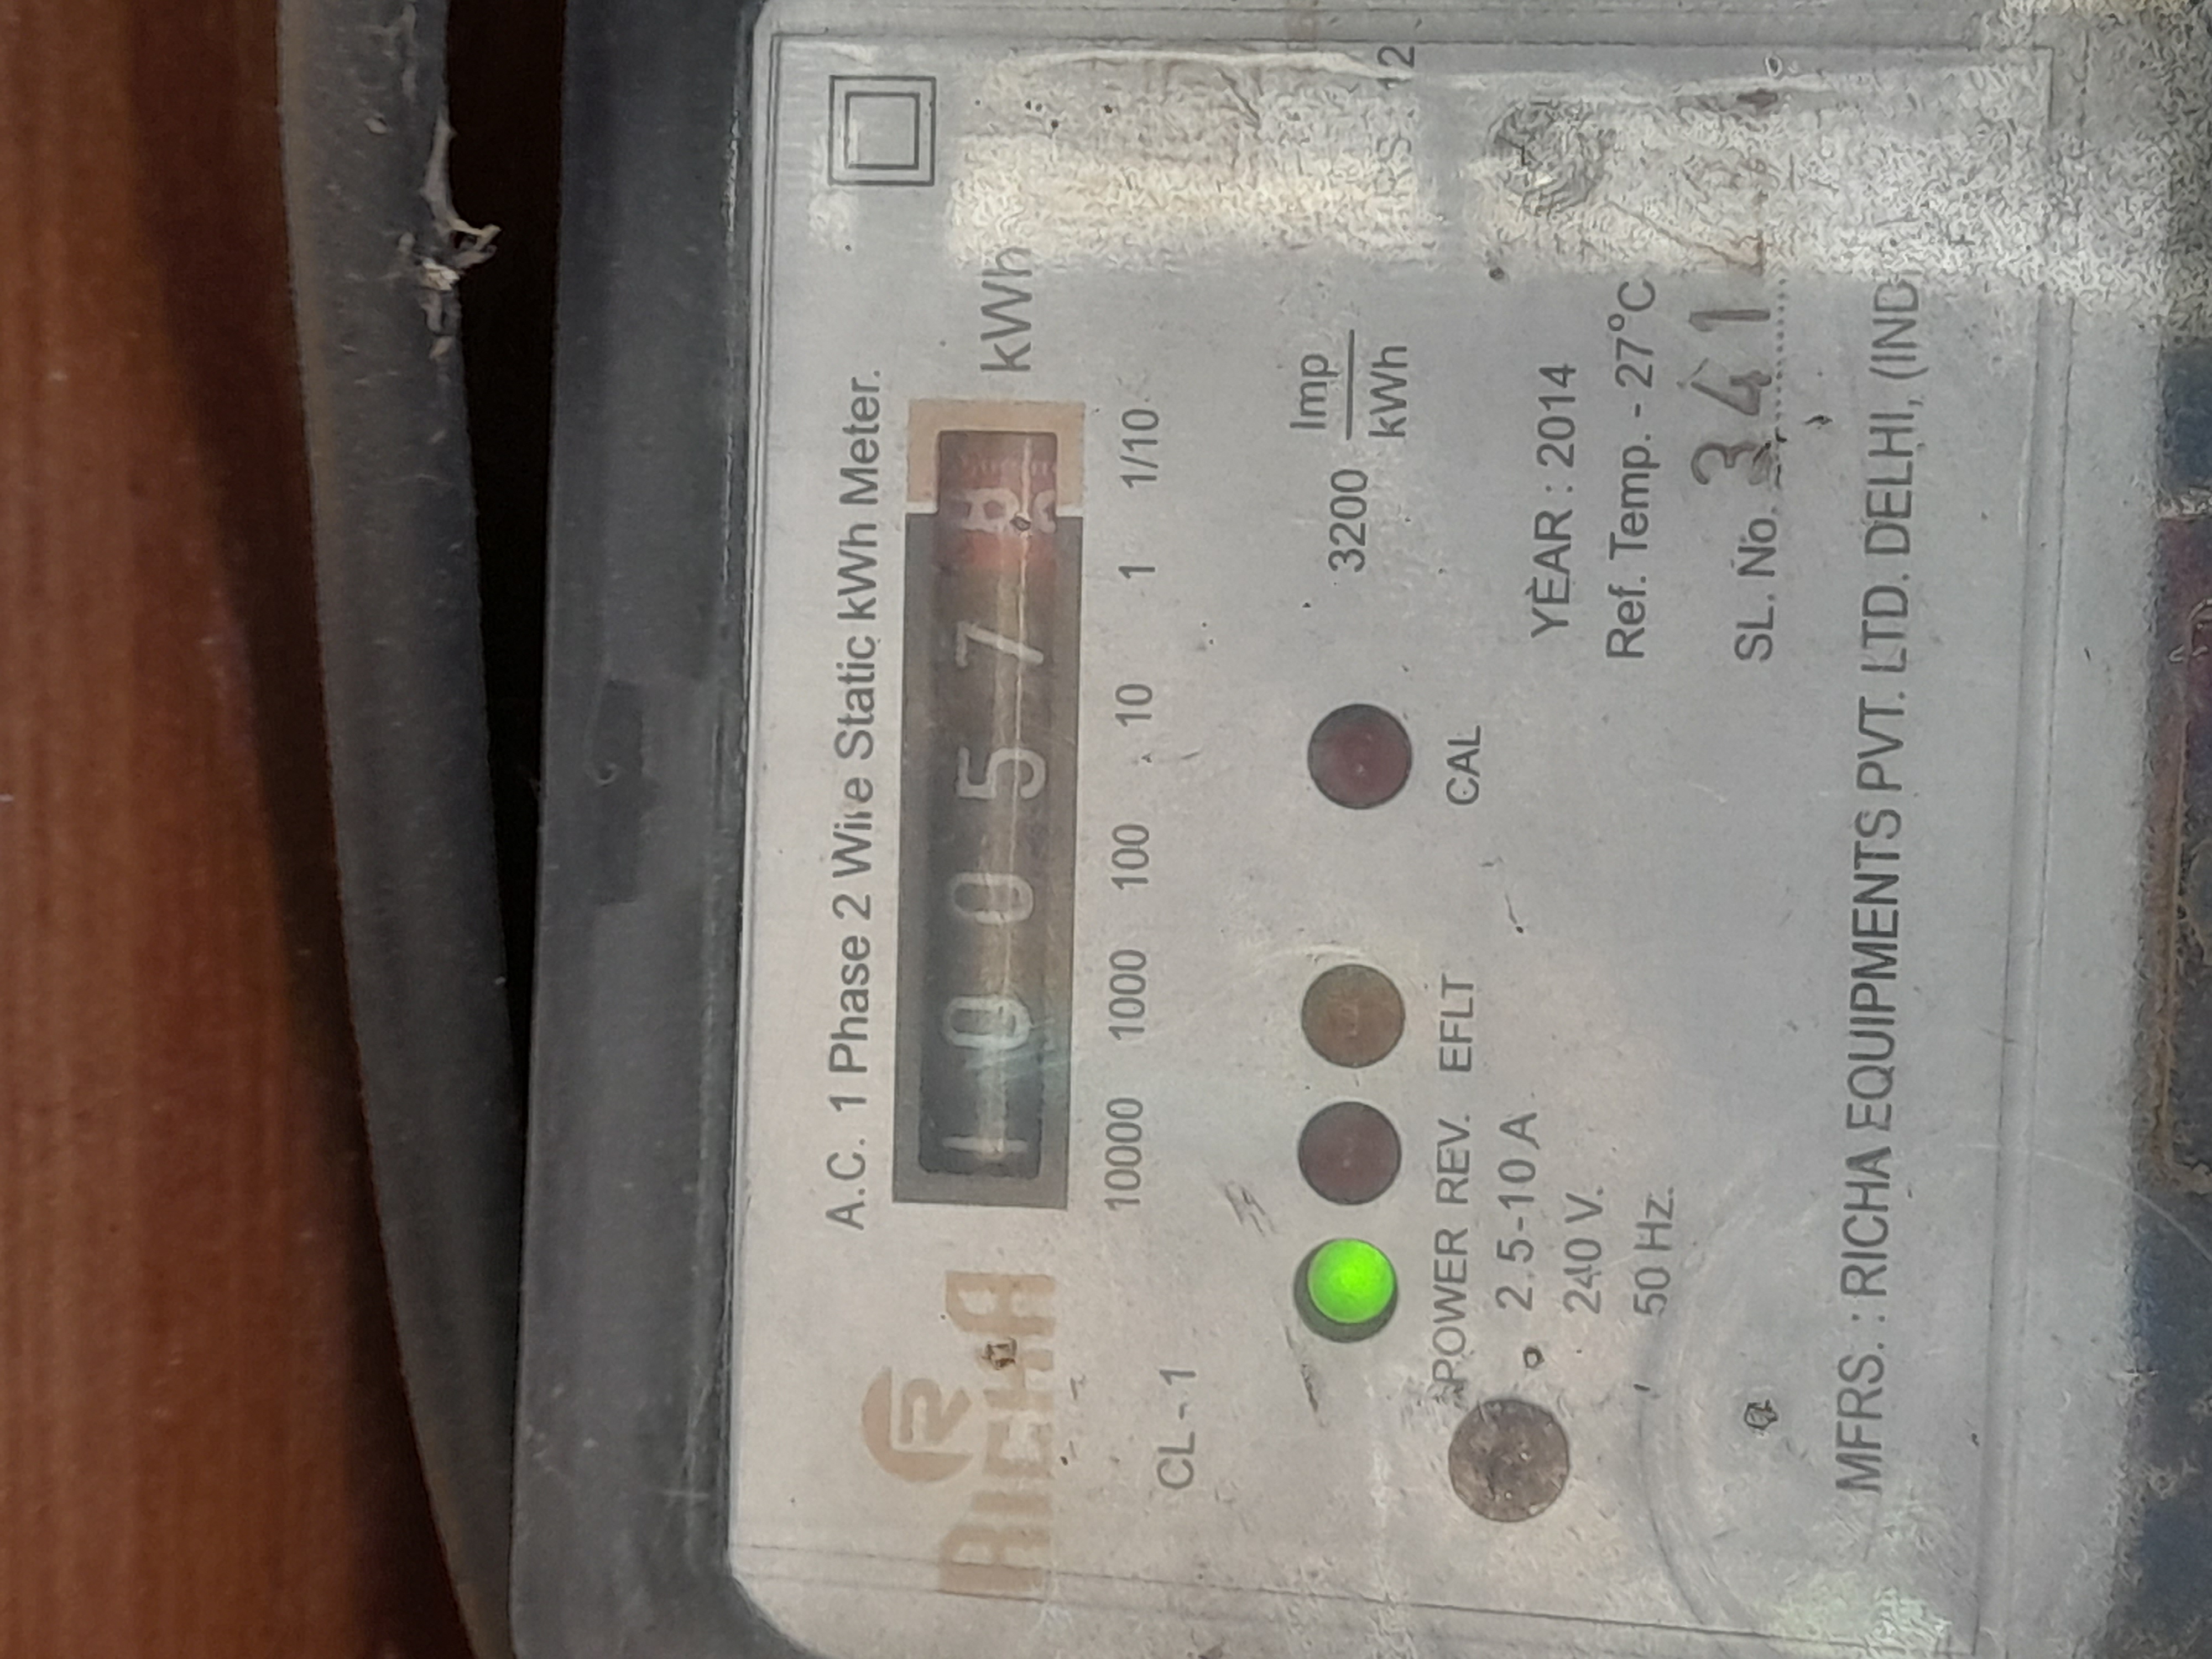 A.C. 1 Phase 2 Wire Static kWh Meter.
RICHA
1 0 0 5 7 8 kWh
10000 1000 100 10 1 1/10
CL-1
3200 Imp/kWh
POWER REV. EFLT CAL
2.5-10A
240 V.
50 Hz.
YEAR : 2014
Ref. Temp. - 27°C
SL. No. 341
MFRS. : RICHA EQUIPMENTS PVT. LTD. DELHI, (IND